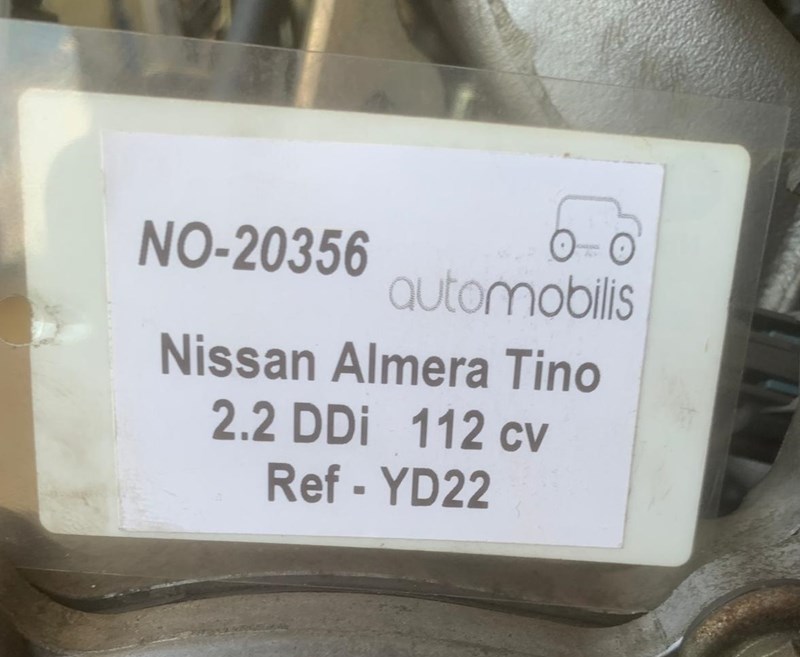 NO-20356
automobilis
Nissan Almera Tino
2.2 DDi 112 cv
Ref - YD22